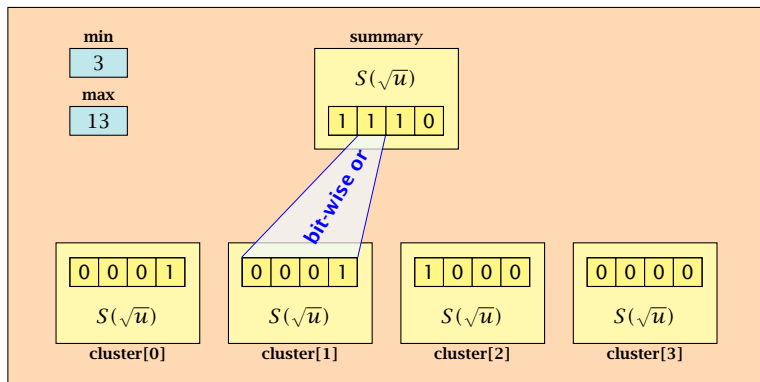 min
3
max
13
summary
S(√u)
1 1 1 0
bit-wise or
0 0 0 1
S(√u)
cluster[0]
0 0 0 1
S(√u)
cluster[1]
1 0 0 0
S(√u)
cluster[2]
0 0 0 0
S(√u)
cluster[3]